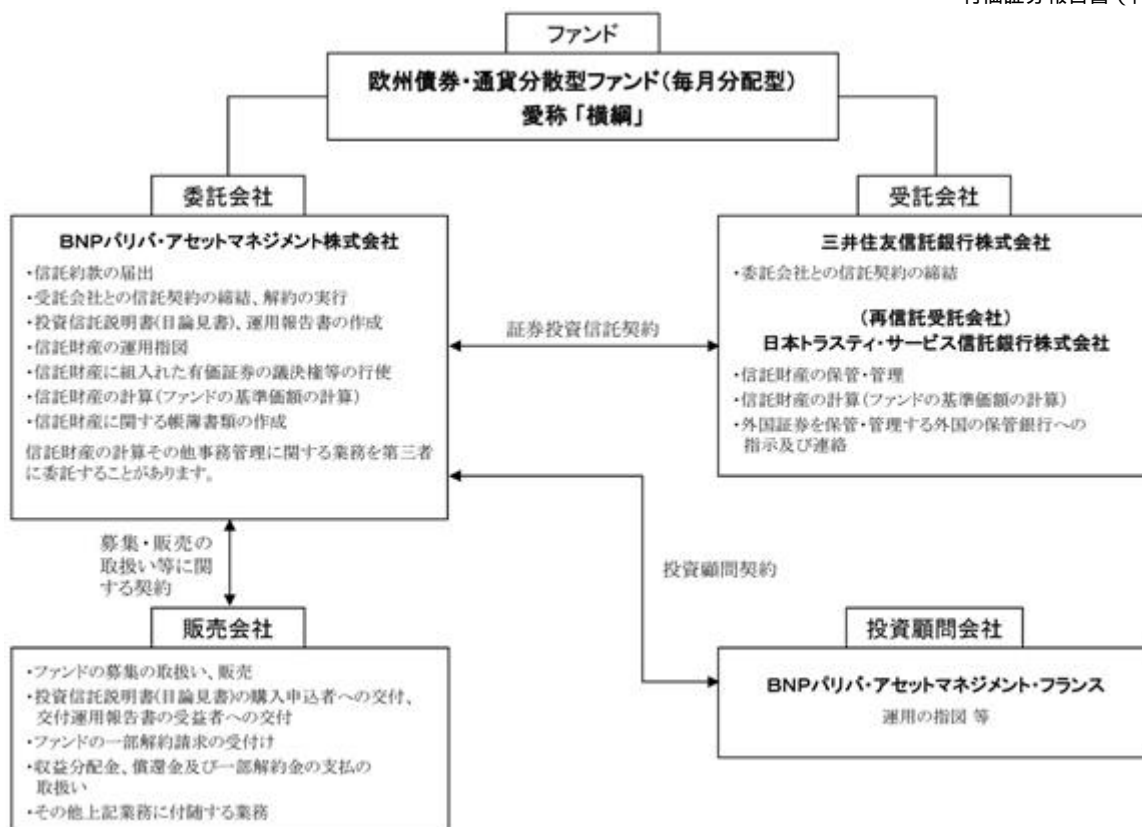 ファンド
欧州債券・通貨分散型ファンド(毎月分配型)
愛称「横綱」
委託会社
BNPパリバ・アセットマネジメント株式会社
・信託約款の届出
・受託会社との信託契約の締結、解約の実行
・投資信託説明書(目論見書)、運用報告書の作成
・信託財産の運用指図
・信託財産に組入れた有価証券の議決権等の行使
・信託財産の計算(ファンドの基準価額の計算)
・信託財産に関する帳簿書類の作成
信託財産の計算その他事務管理に関する業務を第三者
に委託することがあります。
証券投資信託契約
受託会社
三井住友信託銀行株式会社
・委託会社との信託契約の締結
(再信託受託会社)
日本トラスティ・サービス信託銀行株式会社
・信託財産の保管・管理
・信託財産の計算(ファンドの基準価額の計算)
・外国証券を保管・管理する外国の保管銀行への
指示及び連絡
募集・販売の
取扱い等に関
する契約
投資顧問契約
販売会社
・ファンドの募集の取扱い、販売
・投資信託説明書(目論見書)の購入申込者への交付、
交付運用報告書の受益者への交付
・ファンドの一部解約請求の受付け
・収益分配金、償還金及び一部解約金の支払の
取扱い
・その他上記業務に付随する業務
投資顧問会社
BNPパリバ・アセットマネジメント・フランス
運用の指図 等